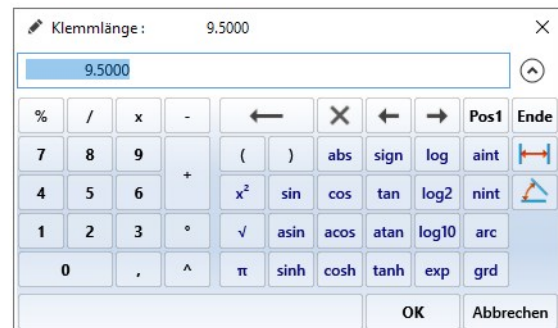 Klemmlänge : 9.5000
9.5000
% / x - Pos1 Ende
7 8 9 + ( ) abs sign log aint
4 5 6 x² sin cos tan log2 nint
1 2 3 ° √ asin acos atan log10 arc
0 , ^ π sinh cosh tanh exp grd
OK Abbrechen